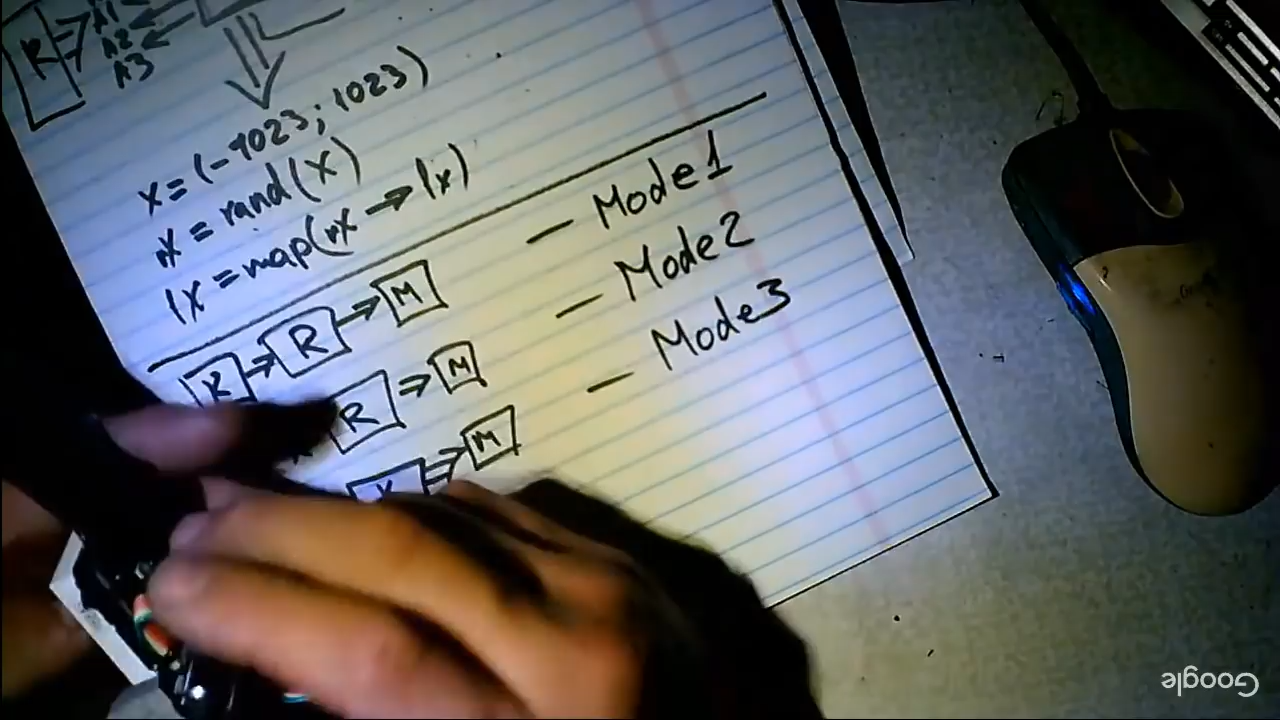 R
A1
A2
A3
x = (-1023; 1023)
rx = rand(x)
lx = map(rx → lx)
K R M - Mode1
R M - Mode2
K M - Mode3
Google